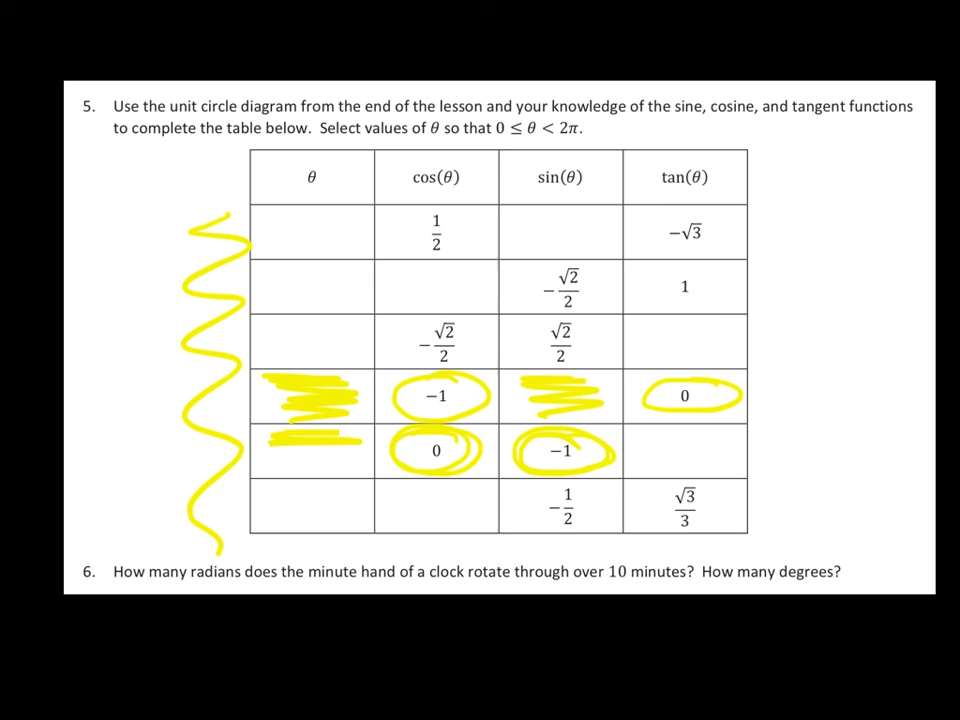 5. Use the unit circle diagram from the end of the lesson and your knowledge of the sine, cosine, and tangent functions
to complete the table below. Select values of θ so that 0 ≤ θ < 2π.
θ cos(θ) sin(θ) tan(θ)
1/2 −√3
−√2/2 1
−√2/2 √2/2
−1 0
0 −1
−1/2 √3/3
6. How many radians does the minute hand of a clock rotate through over 10 minutes? How many degrees?